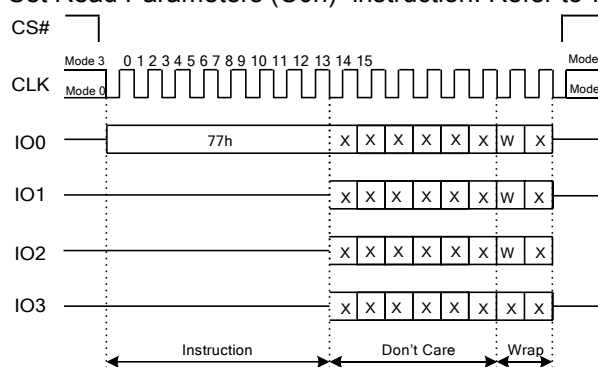 Set Read Parameters (C0h)" instruction. Refer to
CS#
Mode 3 0 1 2 3 4 5 6 7 8 9 10 11 12 13 14 15 Mode
CLK
Mode 0 Mode
IO0 77h X X X X X X W X
IO1 X X X X X X X X
IO2 X X X X X X W X
IO3 X X X X X X X X
Instruction Don't Care Wrap